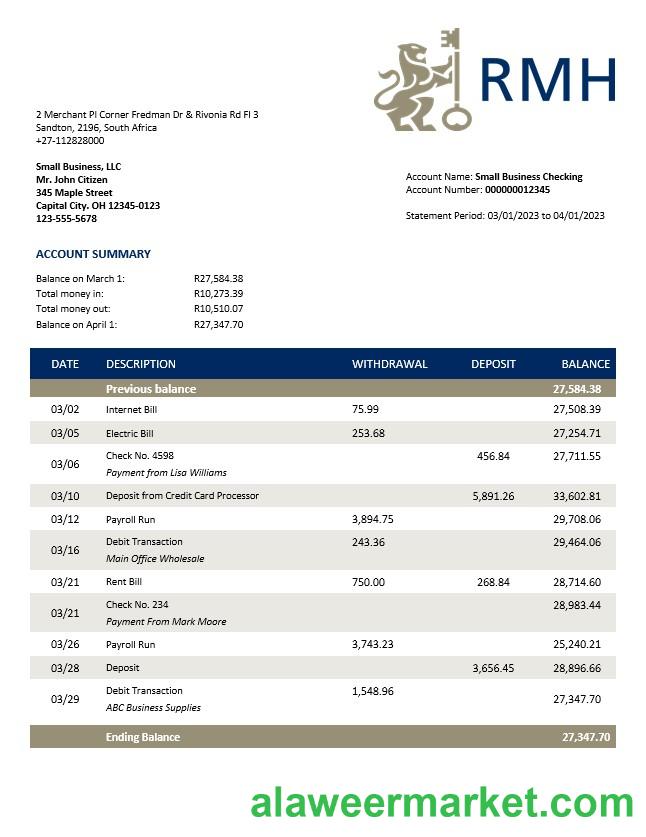 RMH
2 Merchant Pl Corner Fredman Dr & Rivonia Rd Fl 3
Sandton, 2196, South Africa
+27-112828000
Small Business, LLC
Mr. John Citizen
345 Maple Street
Capital City. OH 12345-0123
123-555-5678
Account Name: Small Business Checking
Account Number: 000000012345
Statement Period: 03/01/2023 to 04/01/2023
ACCOUNT SUMMARY
Balance on March 1: R27,584.38
Total money in: R10,273.39
Total money out: R10,510.07
Balance on April 1: R27,347.70
DATE DESCRIPTION WITHDRAWAL DEPOSIT BALANCE
Previous balance 27,584.38
03/02 Internet Bill 75.99 27,508.39
03/05 Electric Bill 253.68 27,254.71
03/06 Check No. 4598 456.84 27,711.55
Payment from Lisa Williams
03/10 Deposit from Credit Card Processor 5,891.26 33,602.81
03/12 Payroll Run 3,894.75 29,708.06
03/16 Debit Transaction 243.36 29,464.06
Main Office Wholesale
03/21 Rent Bill 750.00 268.84 28,714.60
03/21 Check No. 234 28,983.44
Payment From Mark Moore
03/26 Payroll Run 3,743.23 25,240.21
03/28 Deposit 3,656.45 28,896.66
03/29 Debit Transaction 1,548.96 27,347.70
ABC Business Supplies
Ending Balance 27,347.70
alaweermarket.com